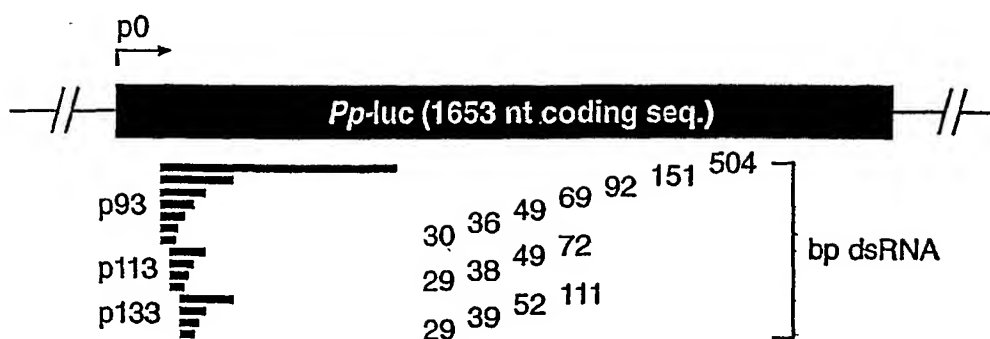 p0
Pp-luc (1653 nt coding seq.)
p93
30 36 49 69 92 151 504
p113
29 38 49 72
bp dsRNA
p133
29 39 52 111